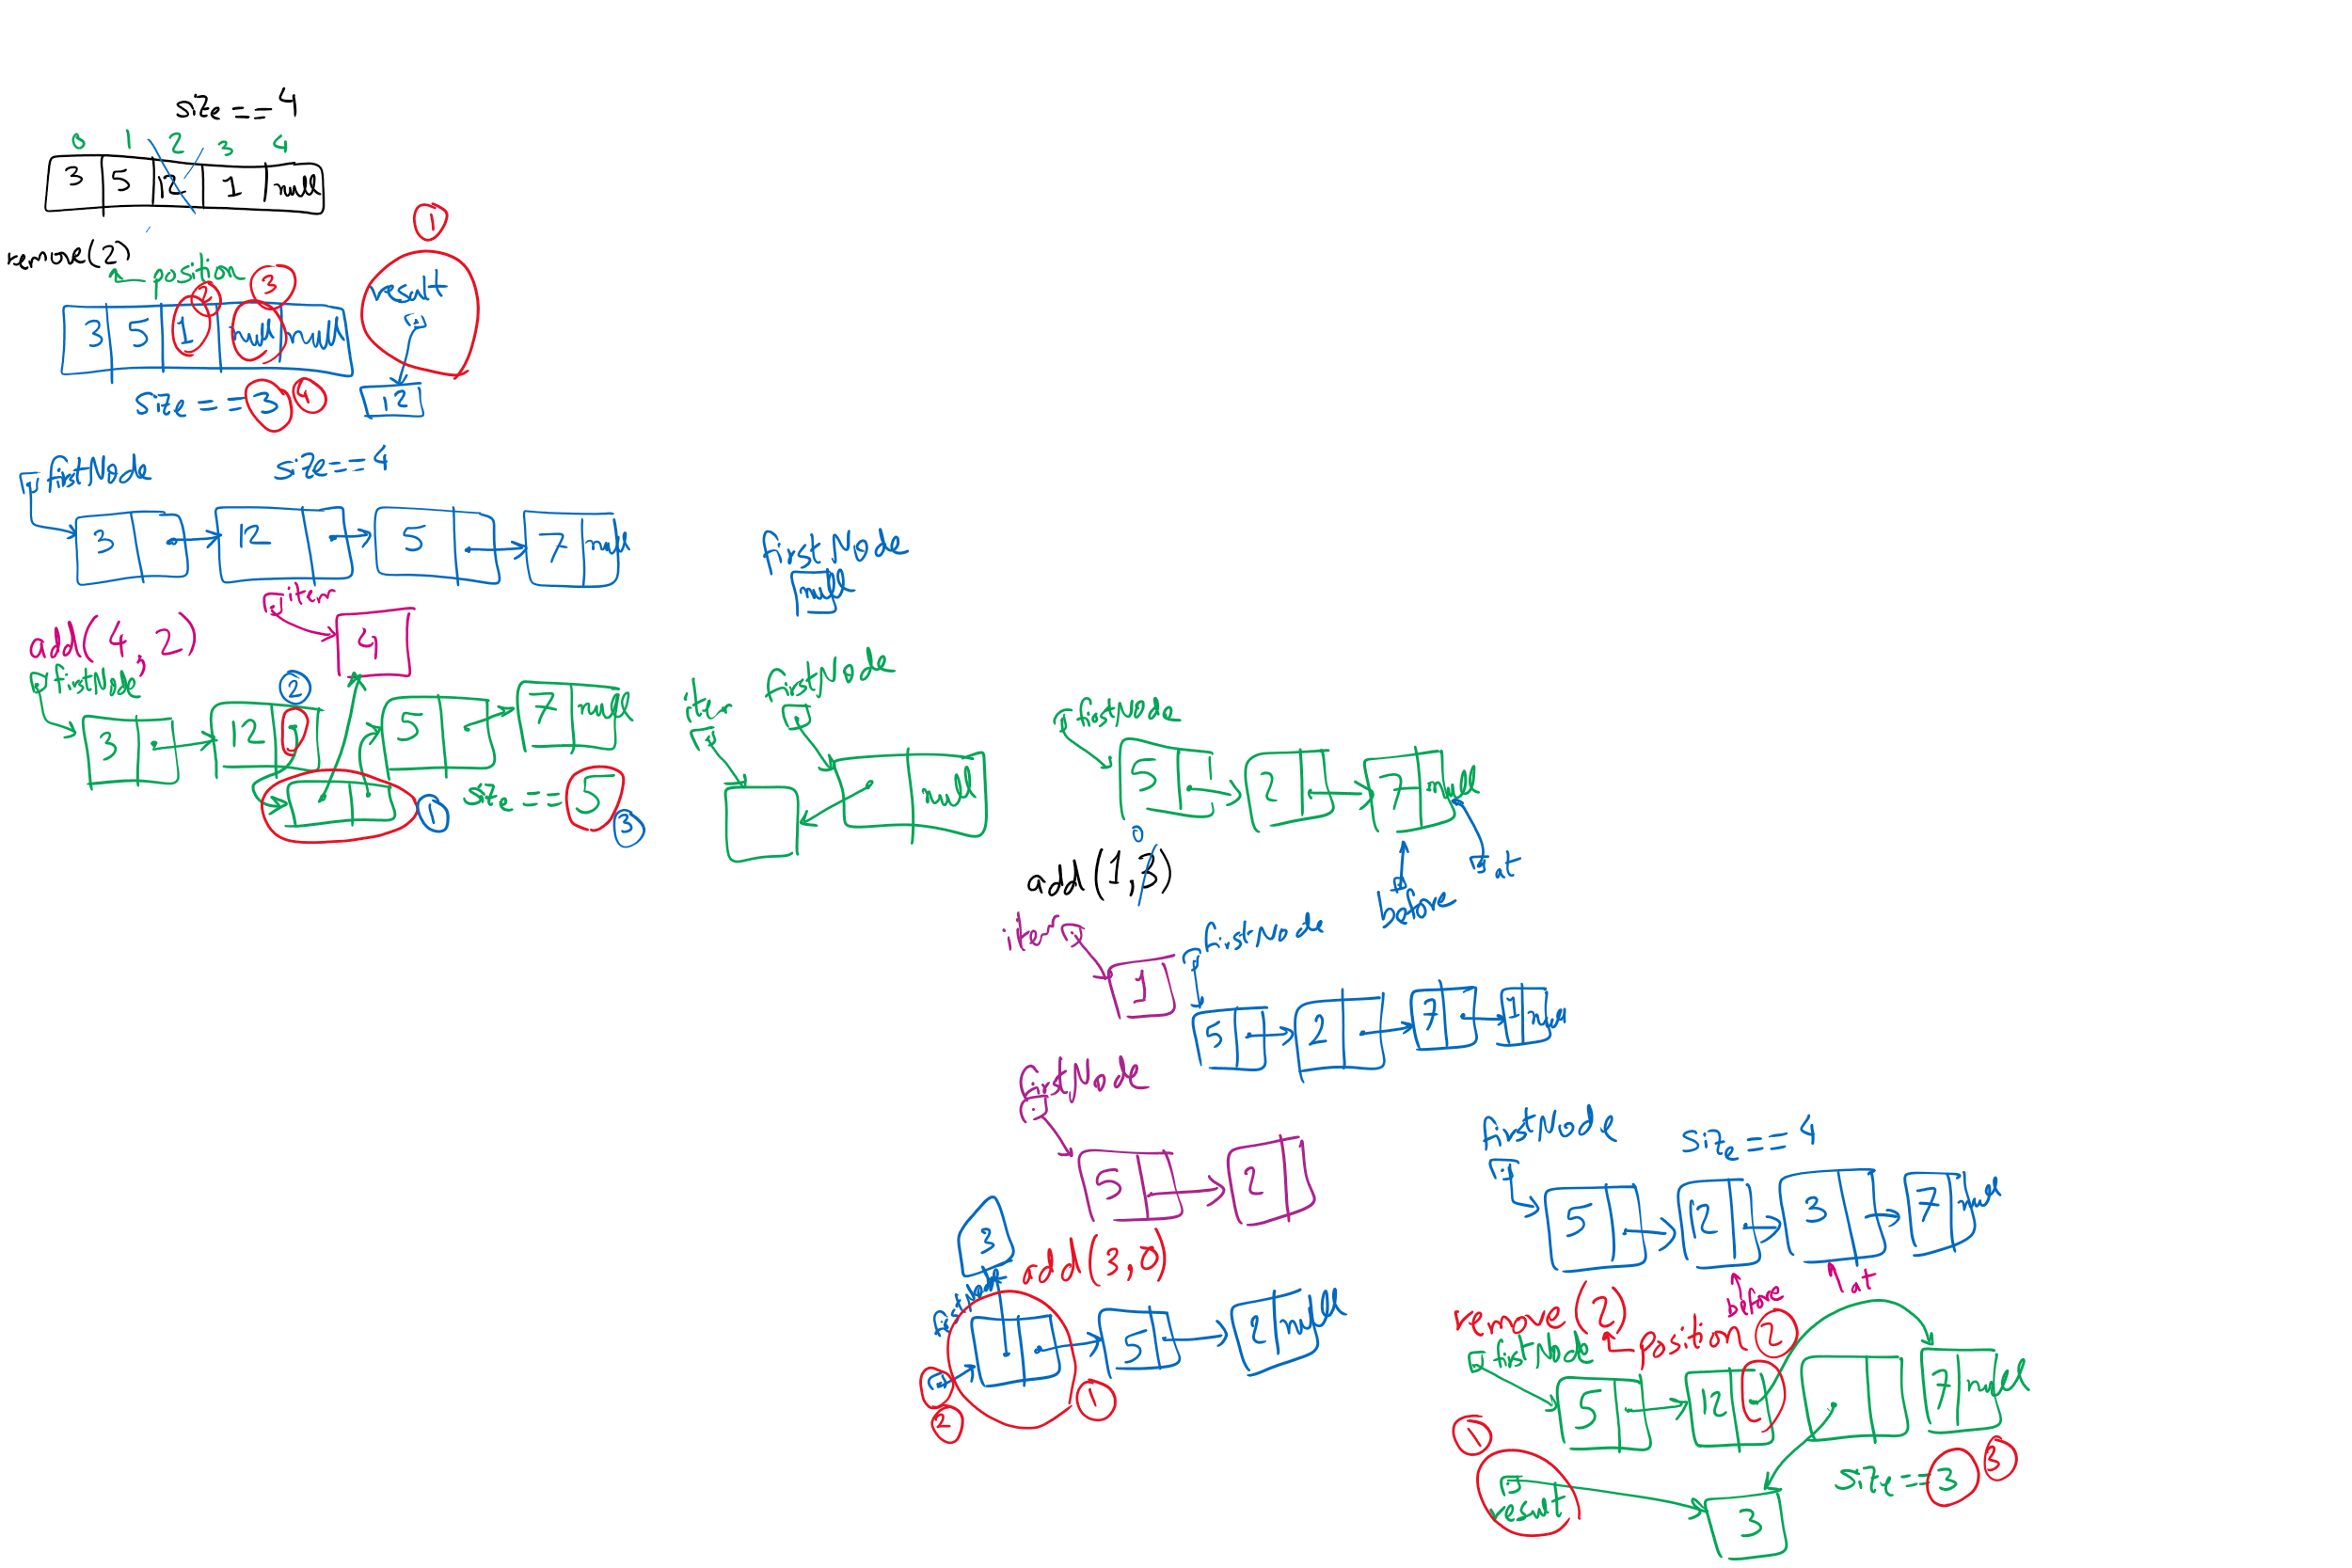 size == 4
0 1 2 3 4
3 5 12 1 null
remove(2)
position
1
2 3
3 5 1 null null
result
size == 3 4
12
firstNode size == 4
3 12 5 7 null
item
add(4, 2)
4
firstNode
2
3 12 5 7 null
1
size == 5
3
firstNode
null
item firstNode
null
firstNode
5 2 7 null
0
add(1,3)
before at
item
1
firstNode
5 2 7 1 null
firstNode
5 2
3
add(3,0)
firstNode
5 2 null
1
2
firstNode size == 4
5 12 3 7 null
before at
remove(2)
position 2
firstNode
5 12 7 null
1
size == 3 3
result
3